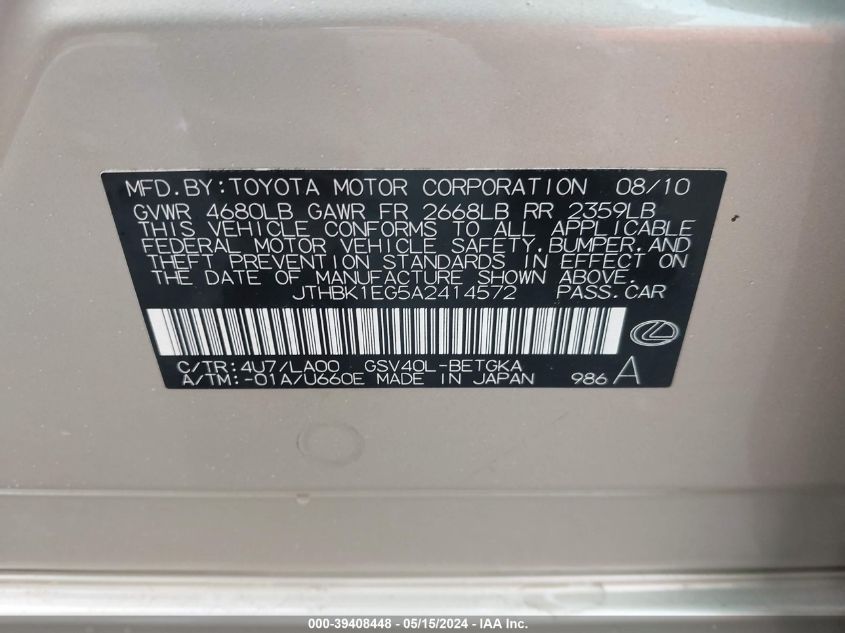 MFD.BY:TOYOTA MOTOR CORPORATION 08/10
GVWR 4680LB GAWR FR 2668LB RR 2359LB
THIS VEHICLE CONFORMS TO ALL APPLICABLE
FEDERAL MOTOR VEHICLE SAFETY.BUMPER.AND
THEFT PREVENTION STANDARDS IN EFFECT ON
THE DATE OF MANUFACTURE SHOWN ABOVE.
JTHBK1EG5A2414572 PASS.CAR
C/TR:4U7/LA00 GSV40L-BETGKA
A/TM:-01A/U660E MADE IN JAPAN 986 A
000-39408448 - 05/15/2024 - IAA Inc.